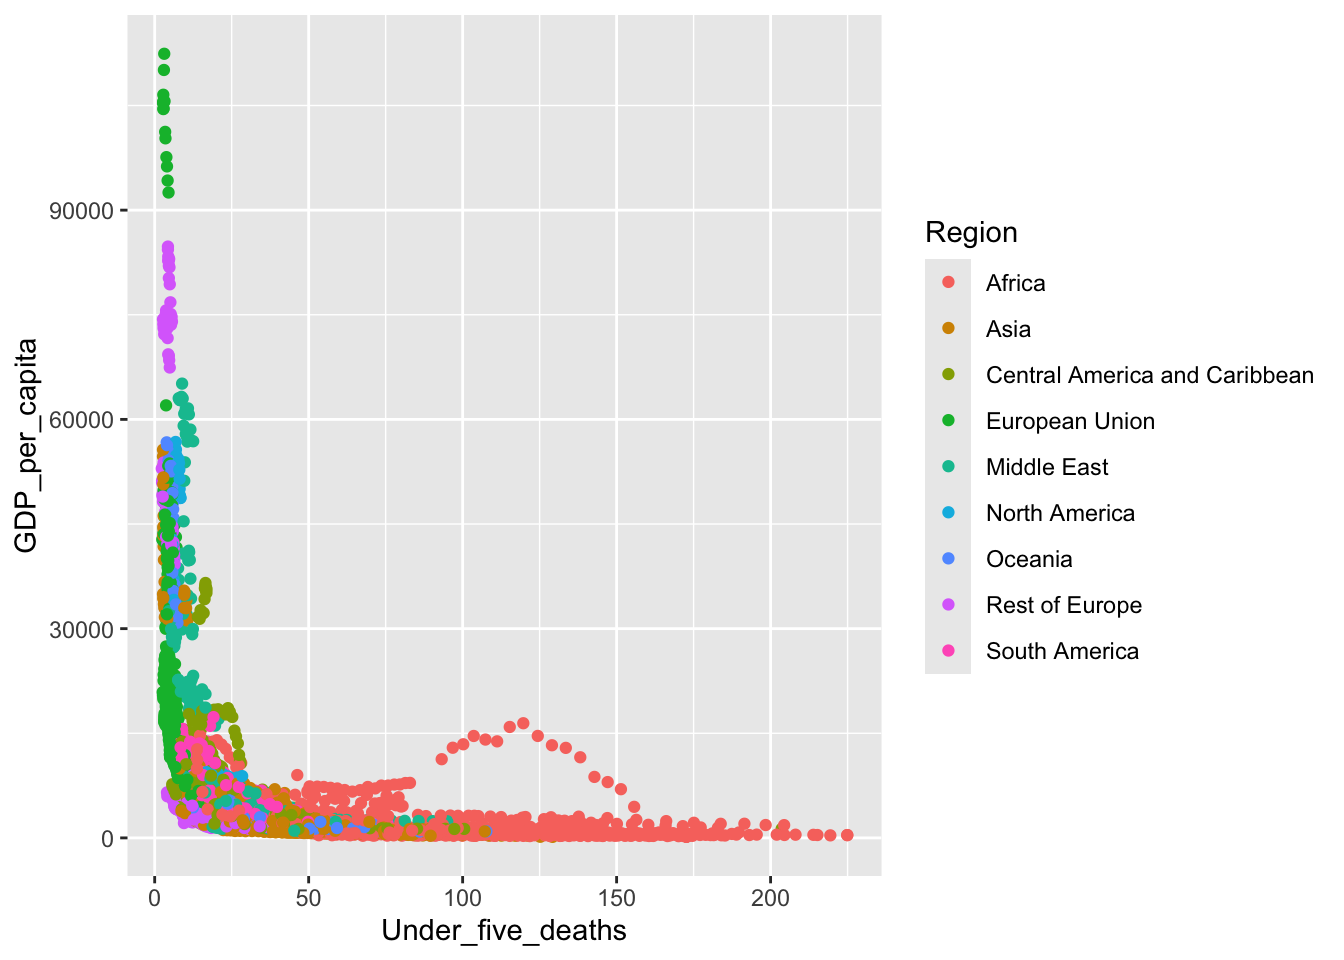 GDP_per_capita
90000
60000
30000
0
0
50
100
150
200
Under_five_deaths
Region
Africa
Asia
Central America and Caribbean
European Union
Middle East
North America
Oceania
Rest of Europe
South America